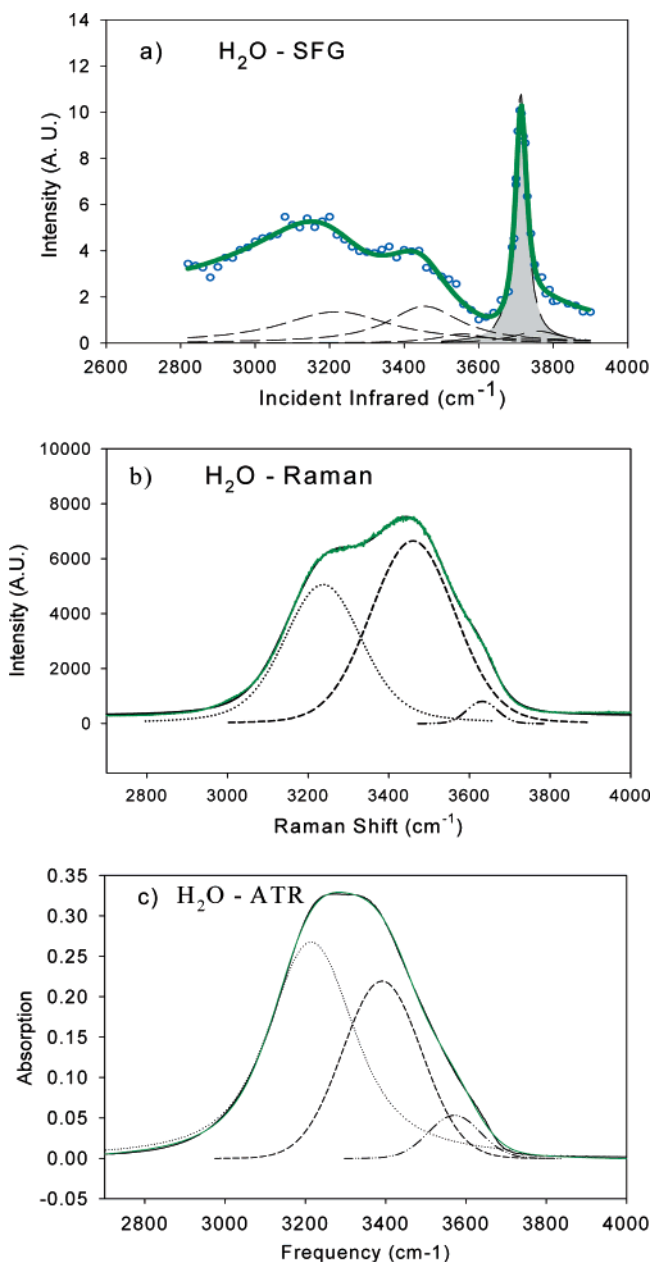 a) H₂O - SFG
Intensity (A. U.)
14
12
10
8
6
4
2
0
2600 2800 3000 3200 3400 3600 3800 4000
Incident Infrared (cm⁻¹)
b) H₂O - Raman
Intensity (A.U.)
10000
8000
6000
4000
2000
0
2800 3000 3200 3400 3600 3800 4000
Raman Shift (cm⁻¹)
c) H₂O - ATR
Absorption
0.35
0.30
0.25
0.20
0.15
0.10
0.05
0.00
-0.05
2800 3000 3200 3400 3600 3800 4000
Frequency (cm-1)